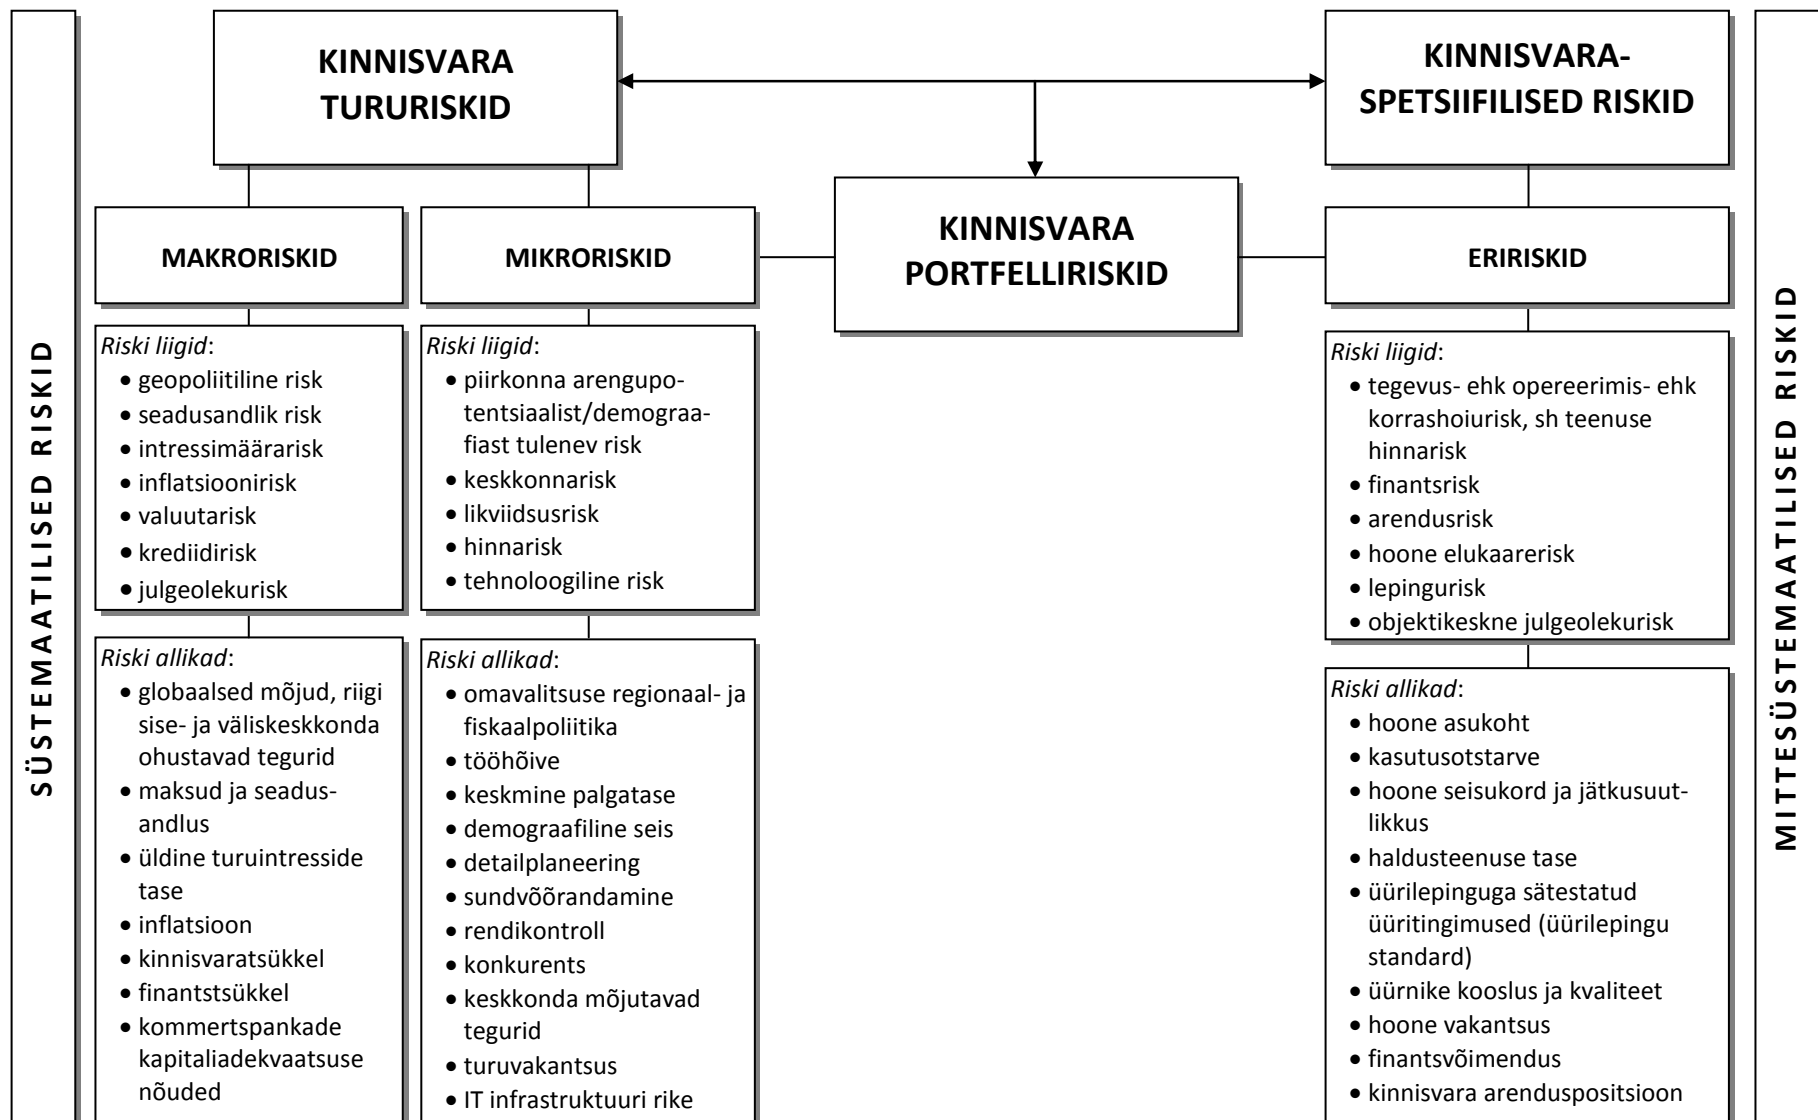 SÜSTEMAATILISED RISKID
KINNISVARA
TURURISKID
KINNISVARA-
SPETSIIFILISED RISKID
KINNISVARA
PORTFELLIRISKID
MAKRORISKID
Riski liigid:
• geopoliitiline risk
• seadusandlik risk
• intressimäärarisk
• inflatsioonirisk
• valuutarisk
• krediidirisk
• julgeolekurisk
Riski allikad:
• globaalsed mõjud, riigi
sise- ja väliskeskkonda
ohustavad tegurid
• maksud ja seadus-
andlus
• üldine turuintresside
tase
• inflatsioon
• kinnisvaratsükkel
• finantstsükkel
• kommertspankade
kapitaliadekvaatsuse
nõuded
MIKRORISKID
Riski liigid:
• piirkonna arengupo-
tentsiaalist/demograa-
fiast tulenev risk
• keskkonnarisk
• likviidsusrisk
• hinnarisk
• tehnoloogiline risk
Riski allikad:
• omavalitsuse regionaal- ja
fiskaalpoliitika
• tööhõive
• keskmine palgatase
• demograafiline seis
• detailplaneering
• sundvõõrandamine
• rendikontroll
• konkurents
• keskkonda mõjutavad
tegurid
• turuvakantsus
• IT infrastruktuuri rike
ERIRISKID
Riski liigid:
• tegevus- ehk opereerimis- ehk
korrashoiurisk, sh teenuse
hinnarisk
• finantsrisk
• arendusrisk
• hoone elukaarerisk
• lepingurisk
• objektikeskne julgeolekurisk
Riski allikad:
• hoone asukoht
• kasutusotstarve
• hoone seisukord ja jätkusuut-
likkus
• haldusteenuse tase
• üürilepinguga sätestatud
üüritingimused (üürilepingu
standard)
• üürnike kooslus ja kvaliteet
• hoone vakantsus
• finantsvõimendus
• kinnisvara arenduspositsioon
MITTESÜSTEMAATILISED RISKID